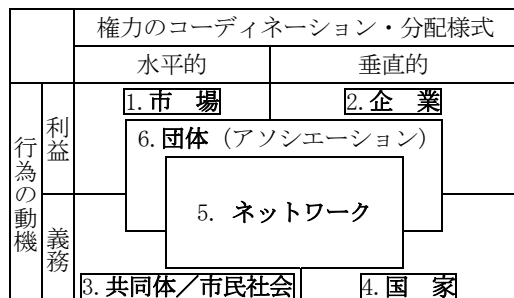 権力のコーディネーション・分配様式
水平的
垂直的
行為の動機
利益
義務
1. 市　場
2. 企　業
6. 団体（アソシエーション）
5. ネットワーク
3. 共同体／市民社会
4. 国　家